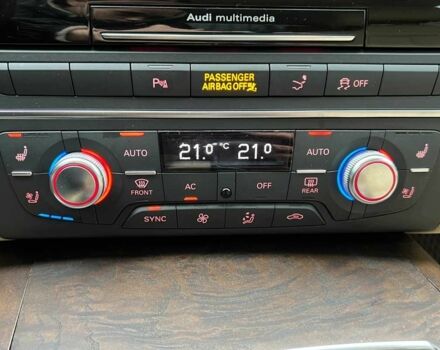 Audi multimedia
PASSENGER
AIRBAG OFF
OFF
AUTO 21.0 °C 21.0 AUTO
FRONT AC OFF REAR
SYNC